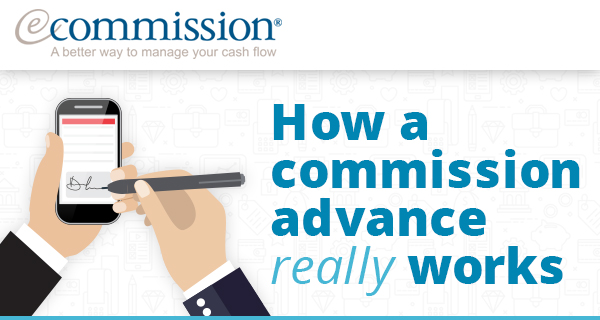 ecommission®
A better way to manage your cash flow
How a
commission
advance
really works